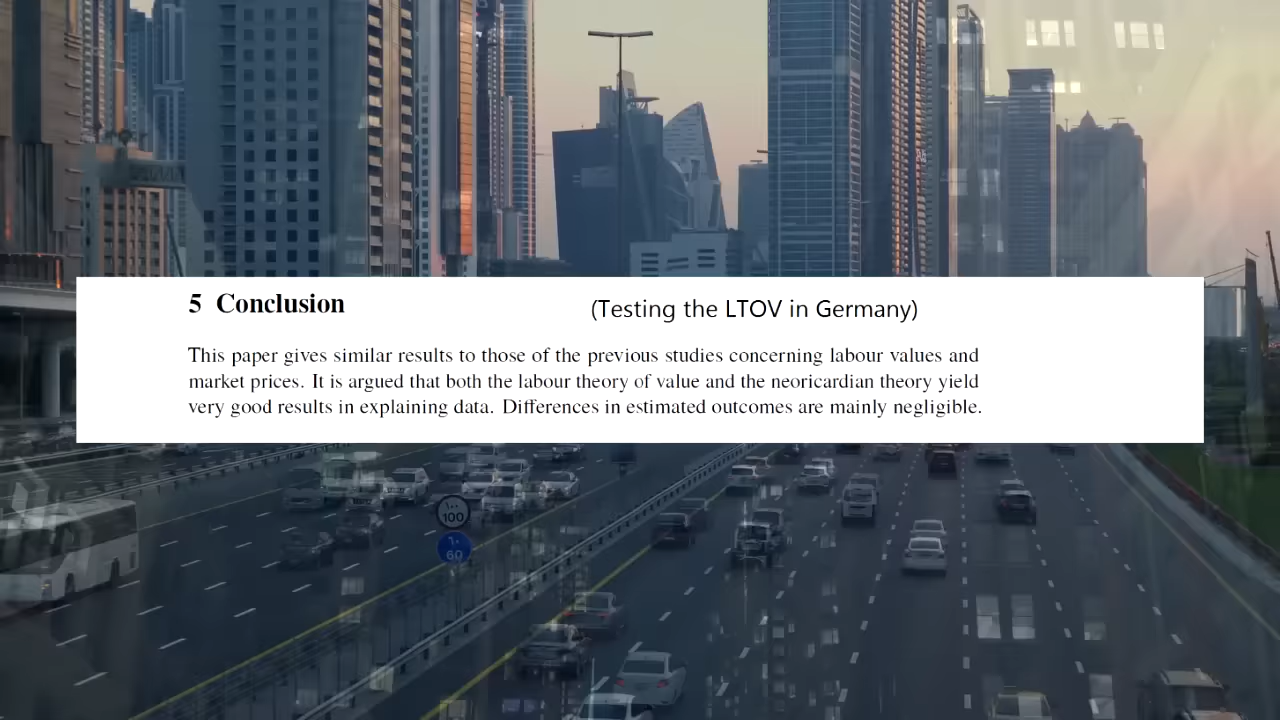 5 Conclusion (Testing the LTOV in Germany)
This paper gives similar results to those of the previous studies concerning labour values and
market prices. It is argued that both the labour theory of value and the neoricardian theory yield
very good results in explaining data. Differences in estimated outcomes are mainly negligible.
١٠٠
100
٦٠
60